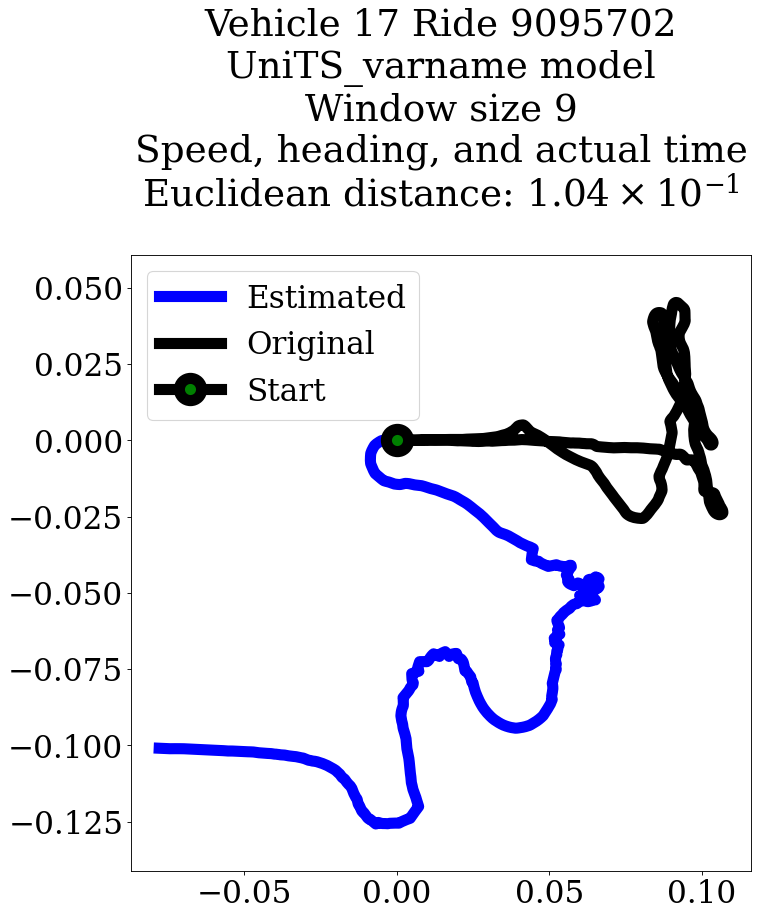 Vehicle 17 Ride 9095702
UniTS_varname model
Window size 9
Speed, heading, and actual time
Euclidean distance: 1.04 × 10⁻¹
Estimated
Original
Start
0.050
0.025
0.000
−0.025
−0.050
−0.075
−0.100
−0.125
−0.05 0.00 0.05 0.10